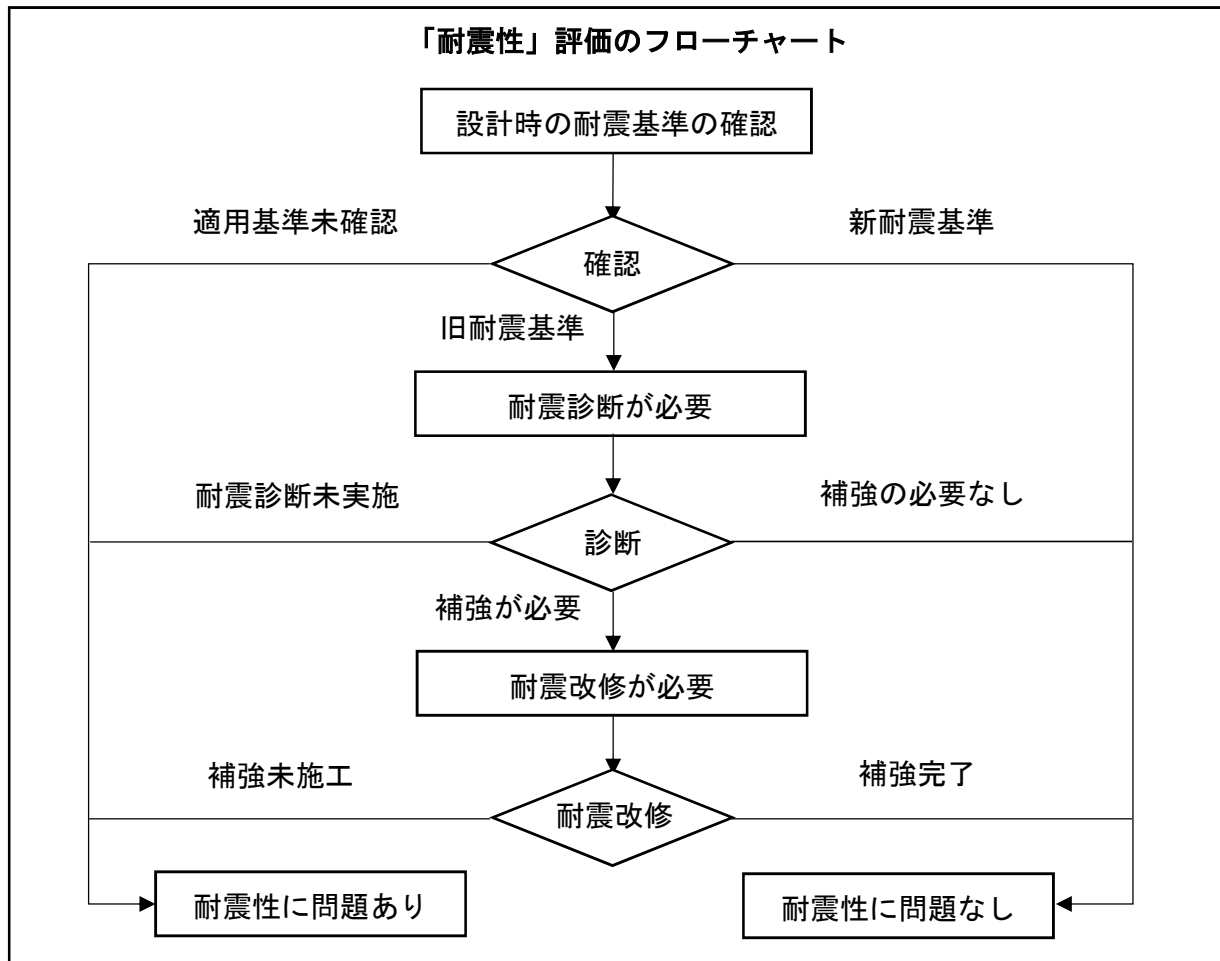 「耐震性」評価のフローチャート
設計時の耐震基準の確認
適用基準未確認
新耐震基準
確認
旧耐震基準
耐震診断が必要
耐震診断未実施
補強の必要なし
診断
補強が必要
耐震改修が必要
補強未施工
補強完了
耐震改修
耐震性に問題あり
耐震性に問題なし